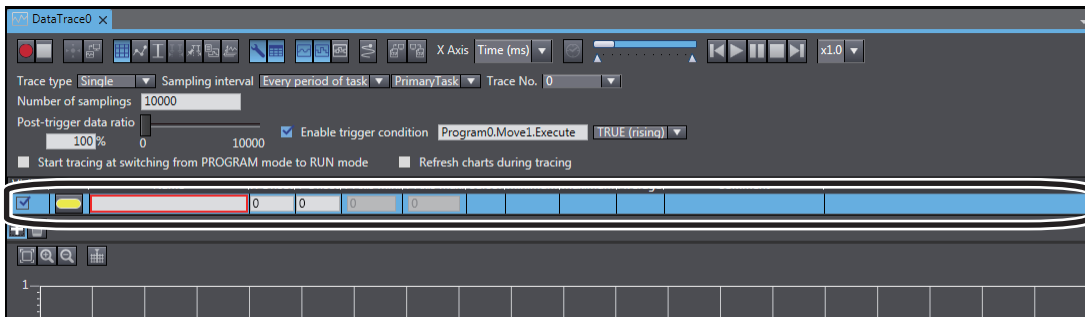 DataTrace0
X Axis Time (ms) x1.0
Trace type Single Sampling interval Every period of task PrimaryTask Trace No. 0
Number of samplings 10000
Post-trigger data ratio
100 % 0 10000 Enable trigger condition Program0.Move1.Execute TRUE (rising)
Start tracing at switching from PROGRAM mode to RUN mode Refresh charts during tracing
0 0 0 0
1